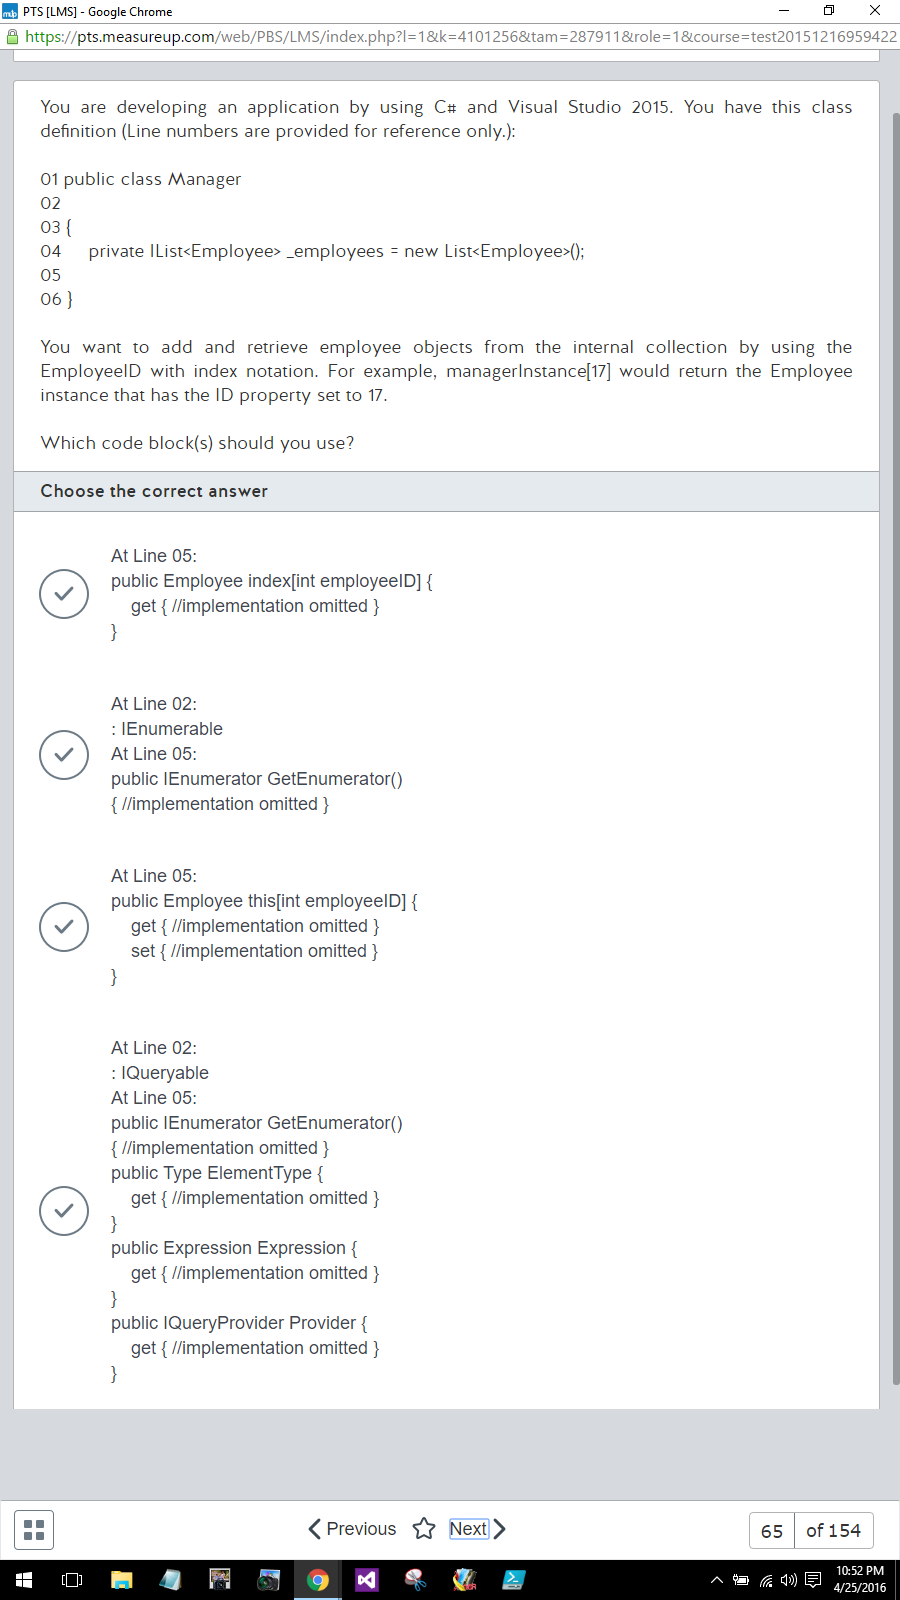 PTS [LMS] - Google Chrome
https://pts.measureup.com/web/PBS/LMS/index.php?l=1&k=4101256&tam=287911&role=1&course=test20151216959422
You are developing an application by using C# and Visual Studio 2015. You have this class
definition (Line numbers are provided for reference only.):
01 public class Manager
02
03 {
04 private IList<Employee> _employees = new List<Employee>();
05
06 }
You want to add and retrieve employee objects from the internal collection by using the
EmployeeID with index notation. For example, managerInstance[17] would return the Employee
instance that has the ID property set to 17.
Which code block(s) should you use?
Choose the correct answer
At Line 05:
public Employee index[int employeeID] {
get { //implementation omitted }
}
At Line 02:
: IEnumerable
At Line 05:
public IEnumerator GetEnumerator()
{ //implementation omitted }
At Line 05:
public Employee this[int employeeID] {
get { //implementation omitted }
set { //implementation omitted }
}
At Line 02:
: IQueryable
At Line 05:
public IEnumerator GetEnumerator()
{ //implementation omitted }
public Type ElementType {
get { //implementation omitted }
}
public Expression Expression {
get { //implementation omitted }
}
public IQueryProvider Provider {
get { //implementation omitted }
}
Previous Next 65 of 154
10:52 PM
4/25/2016